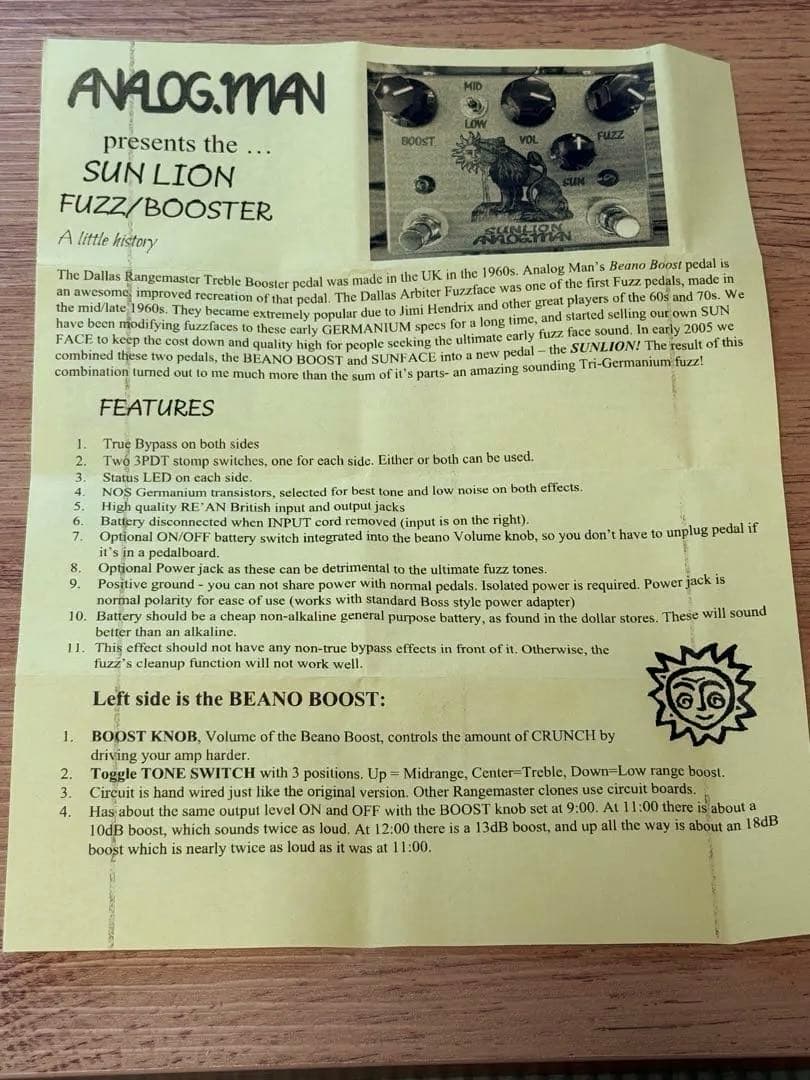 ANALOG.MAN
presents the ...
SUN LION
FUZZ/BOOSTER
A little history
MID
LOW
BOOST
VOL
FUZZ
SUN
SUNLION
ANALOG.MAN
The Dallas Rangemaster Treble Booster pedal was made in the UK in the 1960s. Analog Man's Beano Boost pedal is
an awesome, improved recreation of that pedal. The Dallas Arbiter Fuzzface was one of the first Fuzz pedals, made in
the mid/late 1960s. They became extremely popular due to Jimi Hendrix and other great players of the 60s and 70s. We
have been modifying fuzzfaces to these early GERMANIUM specs for a long time, and started selling our own SUN
FACE to keep the cost down and quality high for people seeking the ultimate early fuzz face sound. In early 2005 we
combined these two pedals, the BEANO BOOST and SUNFACE into a new pedal – the SUNLION! The result of this
combination turned out to me much more than the sum of it's parts- an amazing sounding Tri-Germanium fuzz!
FEATURES
1. True Bypass on both sides
2. Two 3PDT stomp switches, one for each side. Either or both can be used.
3. Status LED on each side.
4. NOS Germanium transistors, selected for best tone and low noise on both effects.
5. High quality RE'AN British input and output jacks
6. Battery disconnected when INPUT cord removed (input is on the right).
7. Optional ON/OFF battery switch integrated into the beano Volume knob, so you don't have to unplug pedal if
it's in a pedalboard.
8. Optional Power jack as these can be detrimental to the ultimate fuzz tones.
9. Positive ground - you can not share power with normal pedals. Isolated power is required. Power jack is
normal polarity for ease of use (works with standard Boss style power adapter)
10. Battery should be a cheap non-alkaline general purpose battery, as found in the dollar stores. These will sound
better than an alkaline.
11. This effect should not have any non-true bypass effects in front of it. Otherwise, the
fuzz's cleanup function will not work well.
Left side is the BEANO BOOST:
1. BOOST KNOB, Volume of the Beano Boost, controls the amount of CRUNCH by
driving your amp harder.
2. Toggle TONE SWITCH with 3 positions. Up = Midrange, Center=Treble, Down=Low range boost.
3. Circuit is hand wired just like the original version. Other Rangemaster clones use circuit boards.
4. Has about the same output level ON and OFF with the BOOST knob set at 9:00. At 11:00 there is about a
10dB boost, which sounds twice as loud. At 12:00 there is a 13dB boost, and up all the way is about an 18dB
boost which is nearly twice as loud as it was at 11:00.